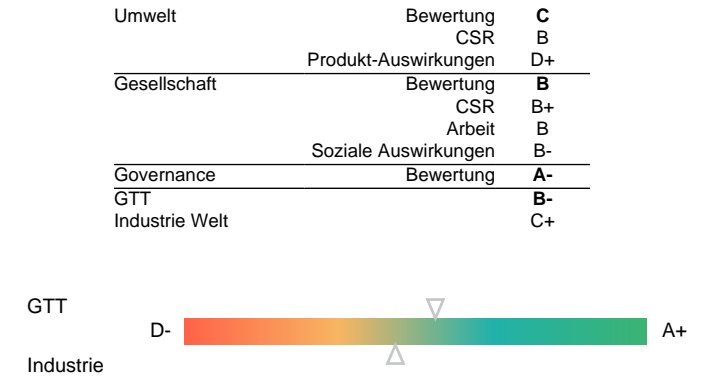 Umwelt Bewertung C
CSR B
Produkt-Auswirkungen D+
Gesellschaft Bewertung B
CSR B+
Arbeit B
Soziale Auswirkungen B-
Governance Bewertung A-
GTT B-
Industrie Welt C+
GTT
D- A+
Industrie